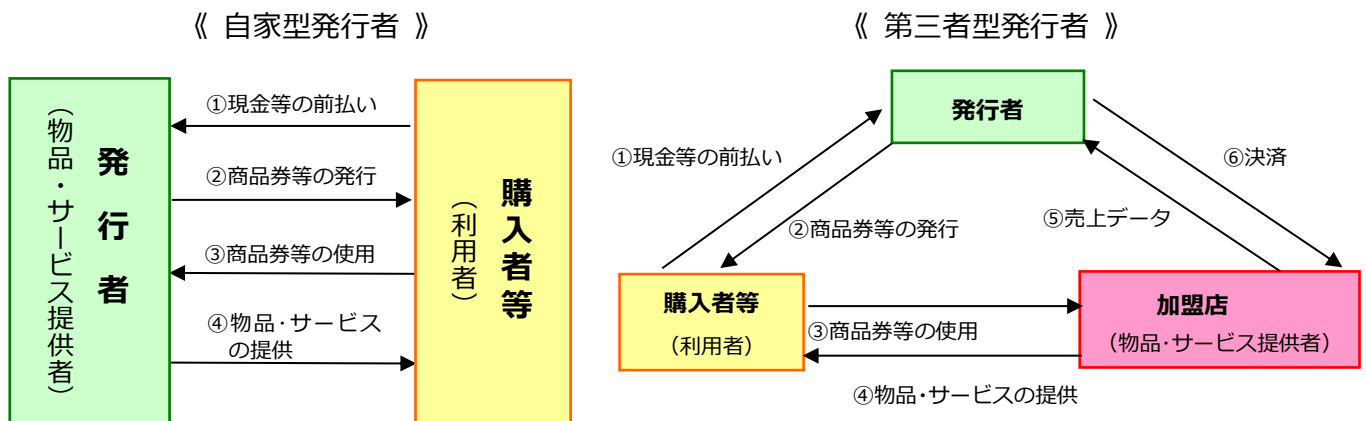 《 自家型発行者 》
発行者
（物品・サービス提供者）
①現金等の前払い
②商品券等の発行
③商品券等の使用
④物品・サービス
の提供
購入者等
（利用者）
《 第三者型発行者 》
発行者
①現金等の前払い
⑥決済
⑤売上データ
②商品券等の発行
購入者等
（利用者）
③商品券等の使用
加盟店
（物品・サービス提供者）
④物品・サービスの提供